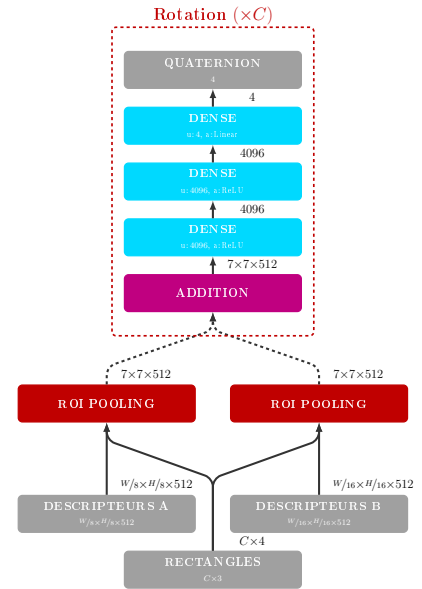 Rotation (×C)
QUATERNION
4
4
DENSE
u: 4, a:Linear
4096
DENSE
u: 4096, a:ReLU
4096
DENSE
u: 4096, a:ReLU
7×7×512
ADDITION
7×7×512
7×7×512
ROI POOLING
ROI POOLING
W/8×H/8×512
W/16×H/16×512
DESCRIPTEURS A
W/8×H/8×512
DESCRIPTEURS B
W/16×H/16×512
C×4
RECTANGLES
C×3